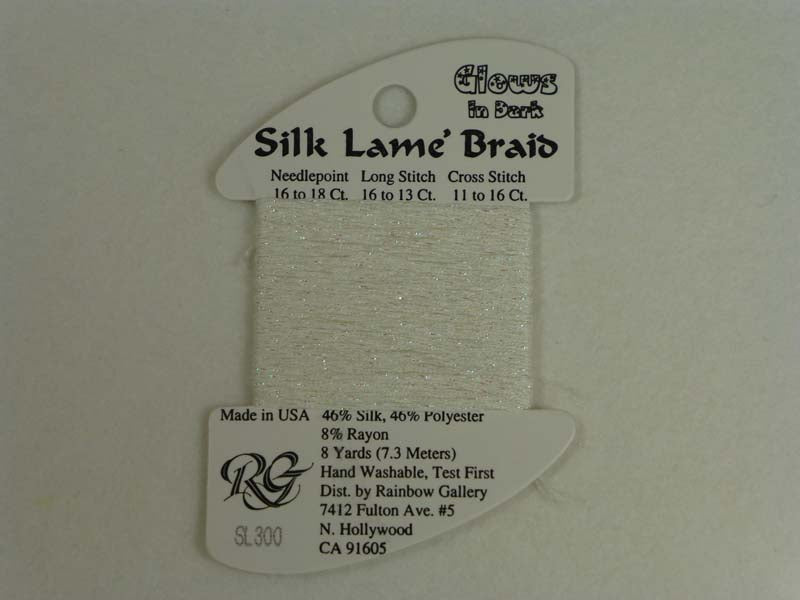 Glows
in Dark
Silk Lame' Braid
Needlepoint Long Stitch Cross Stitch
16 to 18 Ct. 16 to 13 Ct. 11 to 16 Ct.
Made in USA 46% Silk, 46% Polyester
8% Rayon
8 Yards (7.3 Meters)
Hand Washable, Test First
Dist. by Rainbow Gallery
7412 Fulton Ave. #5
N. Hollywood
CA 91605
RG
SL300